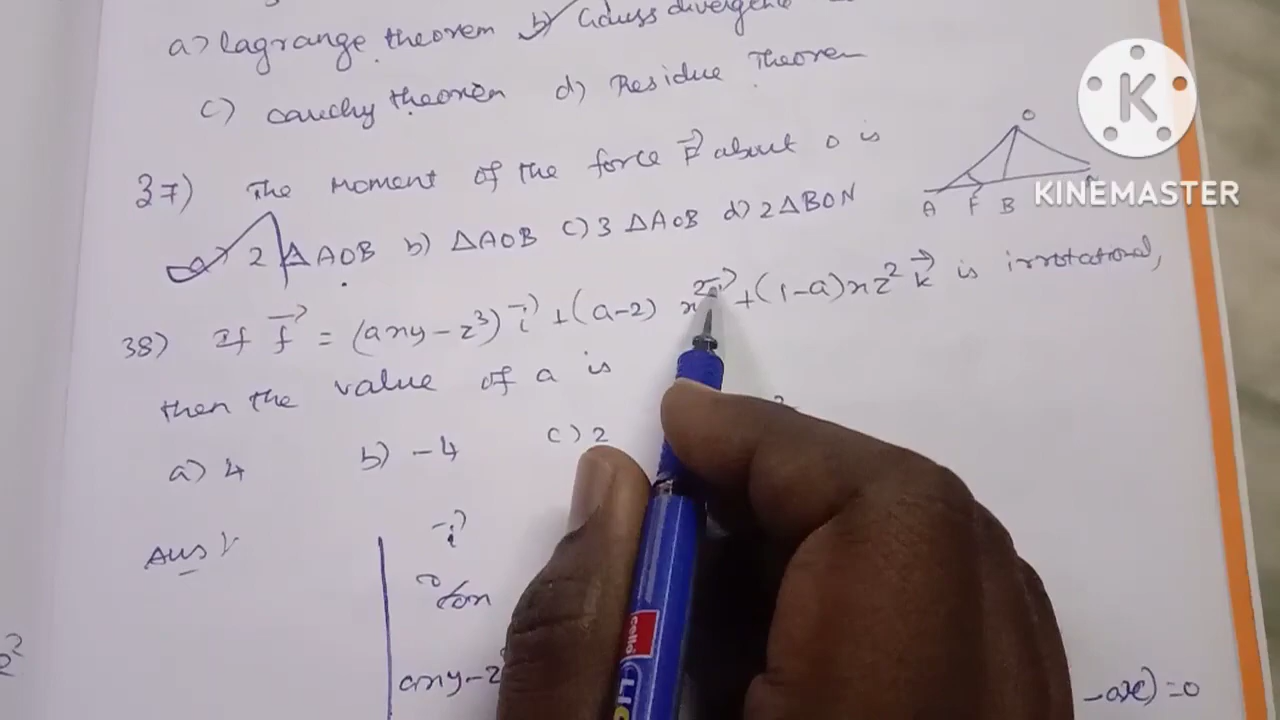 a) lagrange theorem b) Gauss divergence
c) cauchy theorem d) Residue Theorem
37) The Moment of the force F⃗ about O is
a) 2 ΔAOB b) ΔAOB c) 3 ΔAOB d) 2 ΔBON
O
A F B
K
KINEMASTER
38) If f⃗ = (axy - z³) i⃗ + (a-2) x² + (1-a)xz² k⃗ is irrotational,
then the value of a is
a) 4 b) -4 c) 2
Ans:
i⃗
∂/∂x
axy - z
-ax) = 0